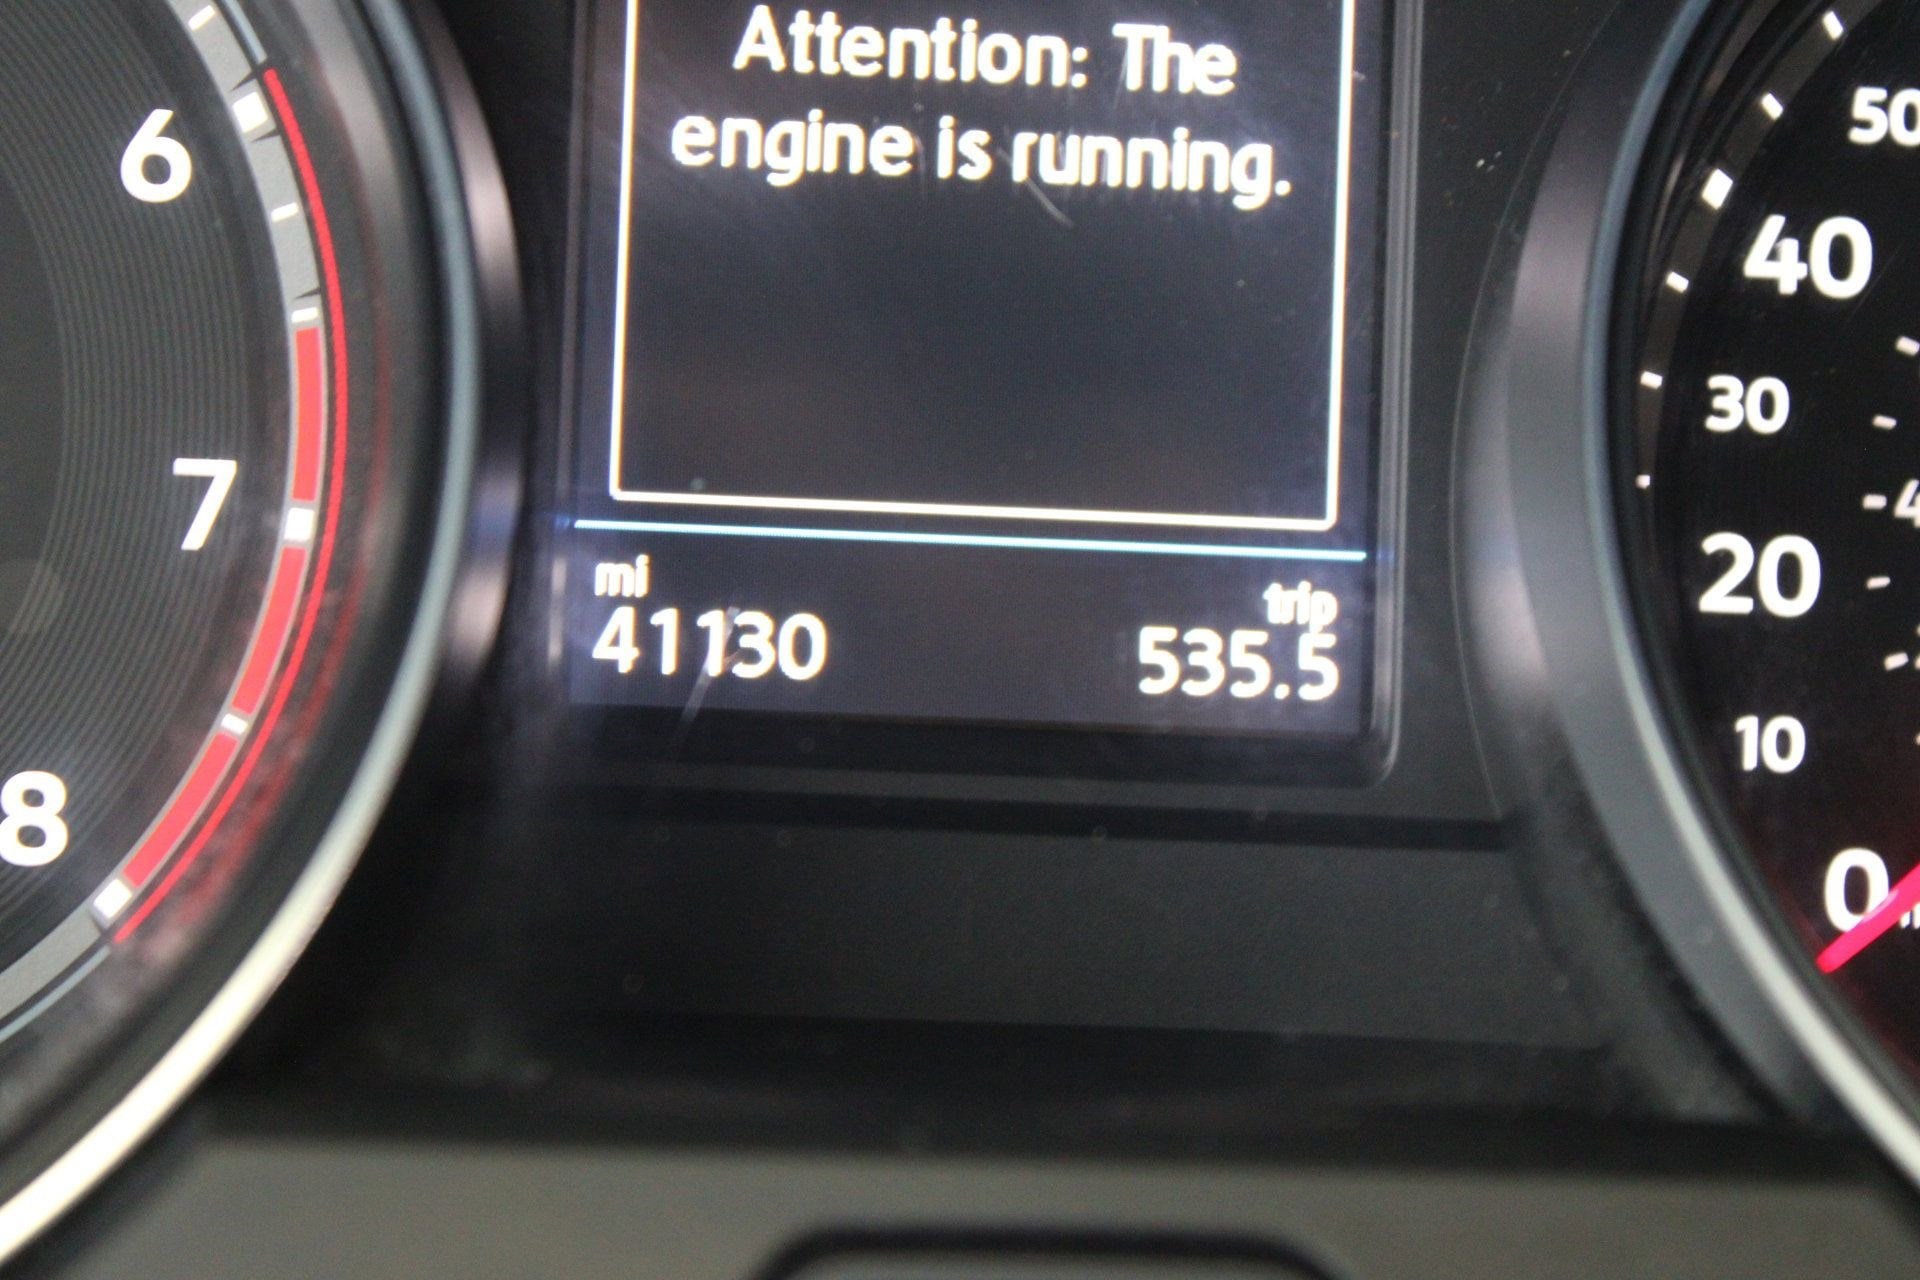 Attention: The
engine is running.
mi
41130
trip
535.5
6
7
8
50
40
30
20
10
0